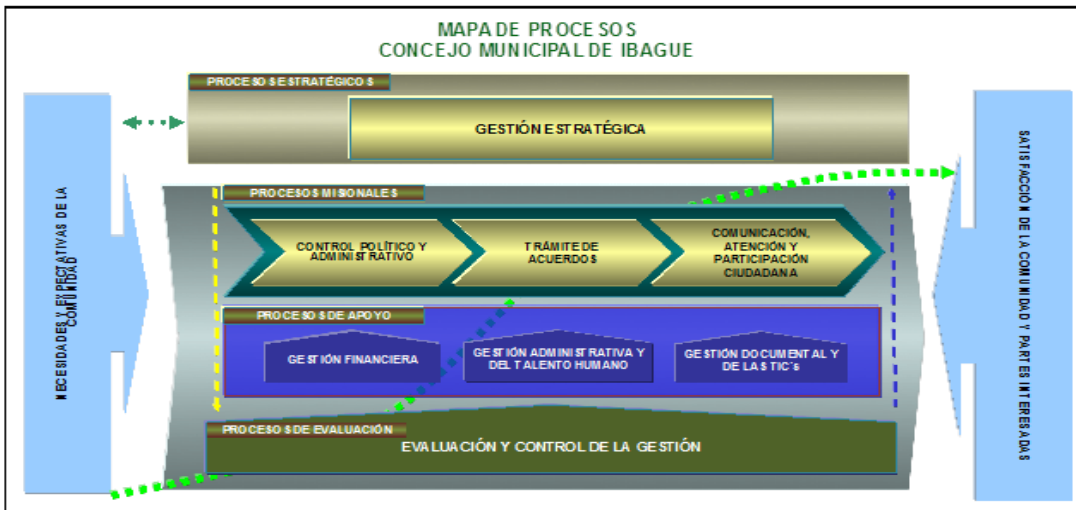 MAPA DE PROCESOS
CONCEJO MUNICIPAL DE IBAGUE
PROCESOS ESTRATÉGICOS
GESTIÓN ESTRATÉGICA
NECESIDADES Y EXPECTATIVAS DE LA
COMUNIDAD
PROCESOS MISIONALES
CONTROL POLÍTICO Y
ADMINISTRATIVO
TRÁMITE DE
ACUERDOS
COMUNICACIÓN,
ATENCIÓN Y
PARTICIPACIÓN
CIUDADANA
PROCESOS DE APOYO
GESTIÓN FINANCIERA
GESTIÓN ADMINISTRATIVA Y
DEL TALENTO HUMANO
GESTIÓN DOCUMENTAL Y
DE LAS TIC´s
PROCESOS DE EVALUACIÓN
EVALUACIÓN Y CONTROL DE LA GESTIÓN
SATISFACCIÓN DE LA COMUNIDAD Y PARTES INTERESADAS